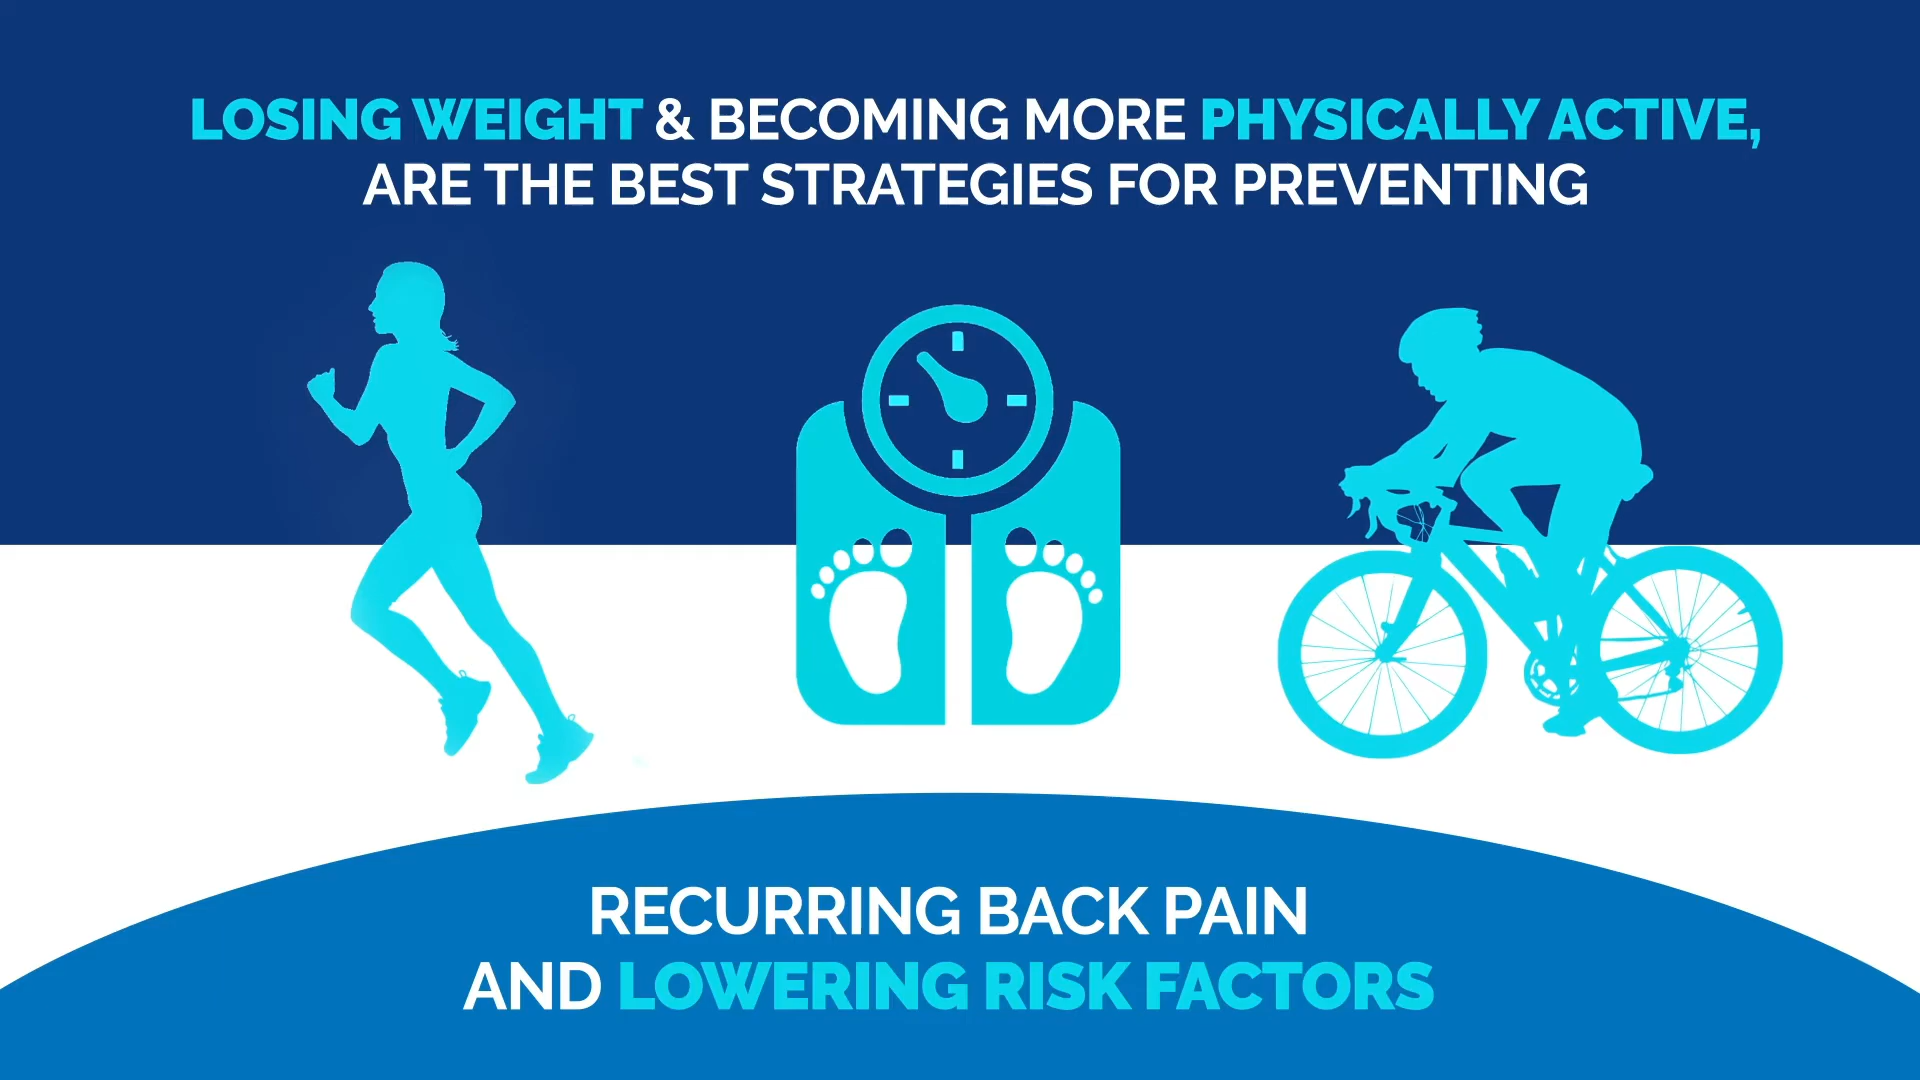 LOSING WEIGHT & BECOMING MORE PHYSICALLY ACTIVE,
ARE THE BEST STRATEGIES FOR PREVENTING
RECURRING BACK PAIN
AND LOWERING RISK FACTORS